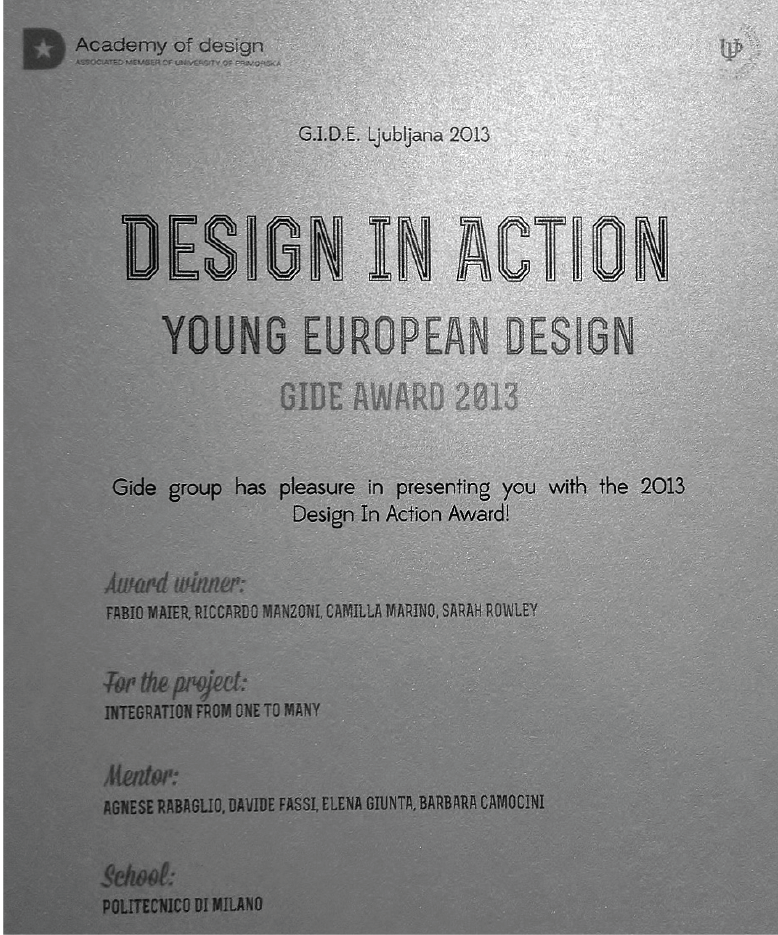 Academy of design
ASSOCIATED MEMBER OF UNIVERSITY OF PRIMORSKA
UP
G.I.D.E. Ljubljana 2013
DESIGN IN ACTION
YOUNG EUROPEAN DESIGN
GIDE AWARD 2013
Gide group has pleasure in presenting you with the 2013
Design In Action Award!
Award winner:
FABIO MAIER, RICCARDO MANZONI, CAMILLA MARINO, SARAH ROWLEY
For the project:
INTEGRATION FROM ONE TO MANY
Mentor:
AGNESE RABAGLIO, DAVIDE FASSI, ELENA GIUNTA, BARBARA CAMOCINI
School:
POLITECNICO DI MILANO